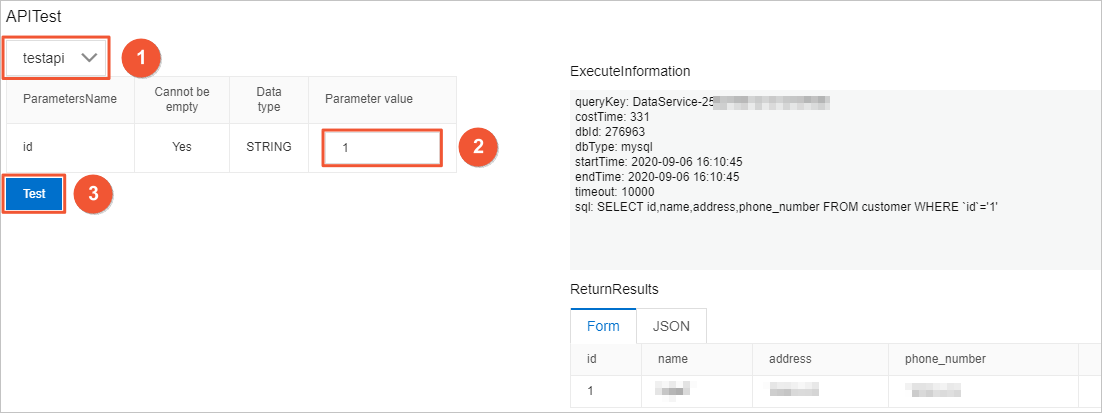 APITest
testapi
1
ParametersName Cannot be empty Data type Parameter value
id Yes STRING 1
2
Test
3
ExecuteInformation
queryKey: DataService-25
costTime: 331
dbId: 276963
dbType: mysql
startTime: 2020-09-06 16:10:45
endTime: 2020-09-06 16:10:45
timeout: 10000
sql: SELECT id,name,address,phone_number FROM customer WHERE `id`='1'
ReturnResults
Form JSON
id name address phone_number
1